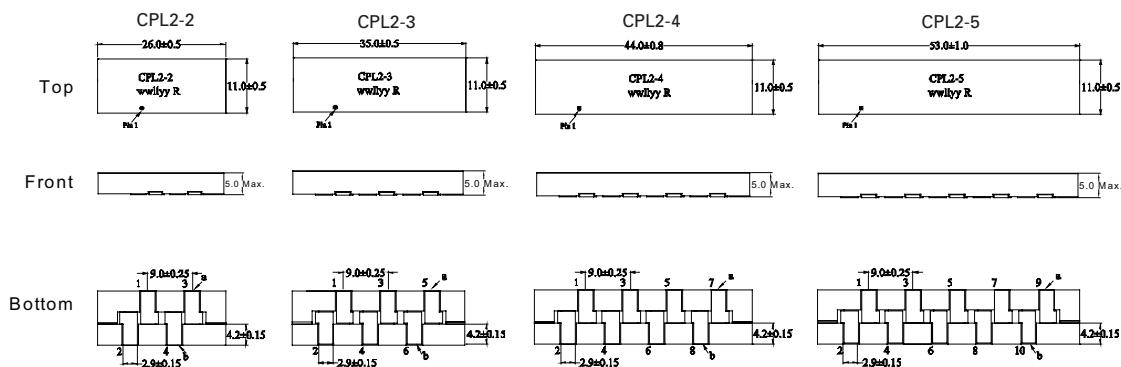 CPL2-2 CPL2-3 CPL2-4 CPL2-5
26.0±0.5 35.0±0.5 44.0±0.8 53.0±1.0
Top
CPL2-2
wwllyy R
Pin 1
11.0±0.5
CPL2-3
wwllyy R
Pin 1
11.0±0.5
CPL2-4
wwllyy R
Pin 1
11.0±0.5
CPL2-5
wwllyy R
Pin 1
11.0±0.5
Front
5.0 Max. 5.0 Max. 5.0 Max. 5.0 Max.
Bottom
9.0±0.25
1 3 a
4.2±0.15
2 4 b
2.9±0.15
9.0±0.25
1 3 5 a
4.2±0.15
2 4 6 b
2.9±0.15
9.0±0.25
1 3 5 7 a
4.2±0.15
2 4 6 8 b
2.9±0.15
9.0±0.25
1 3 5 7 9 a
4.2±0.15
2 4 6 8 10 b
2.9±0.15